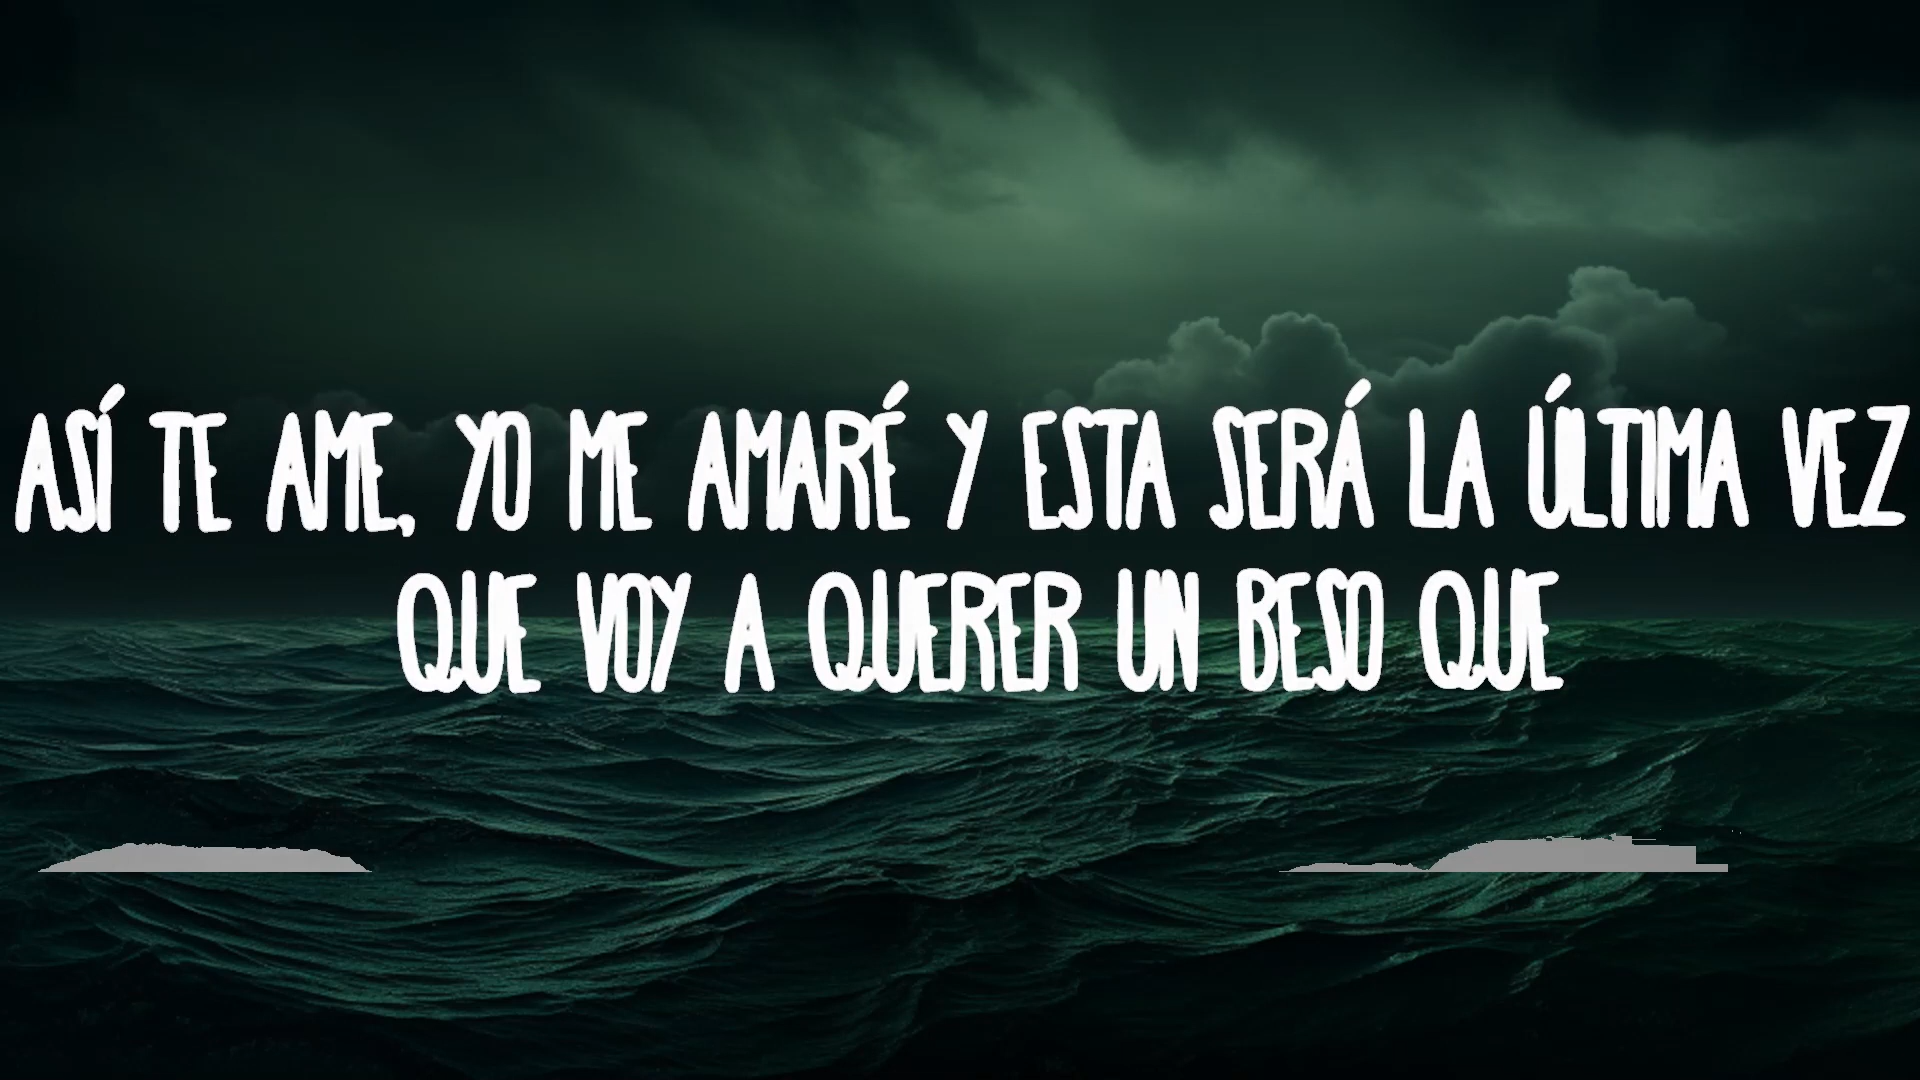 ASÍ TE AME, YO ME AMARÉ Y ESTA SERÁ LA ÚLTIMA VEZ
QUE VOY A QUERER UN BESO QUE